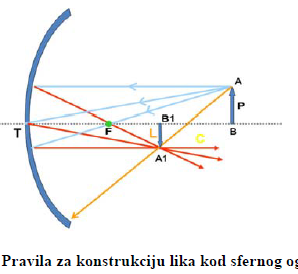 A
B1
P
T
F
L
C
B
A1
Pravila za konstrukciju lika kod sfernog og